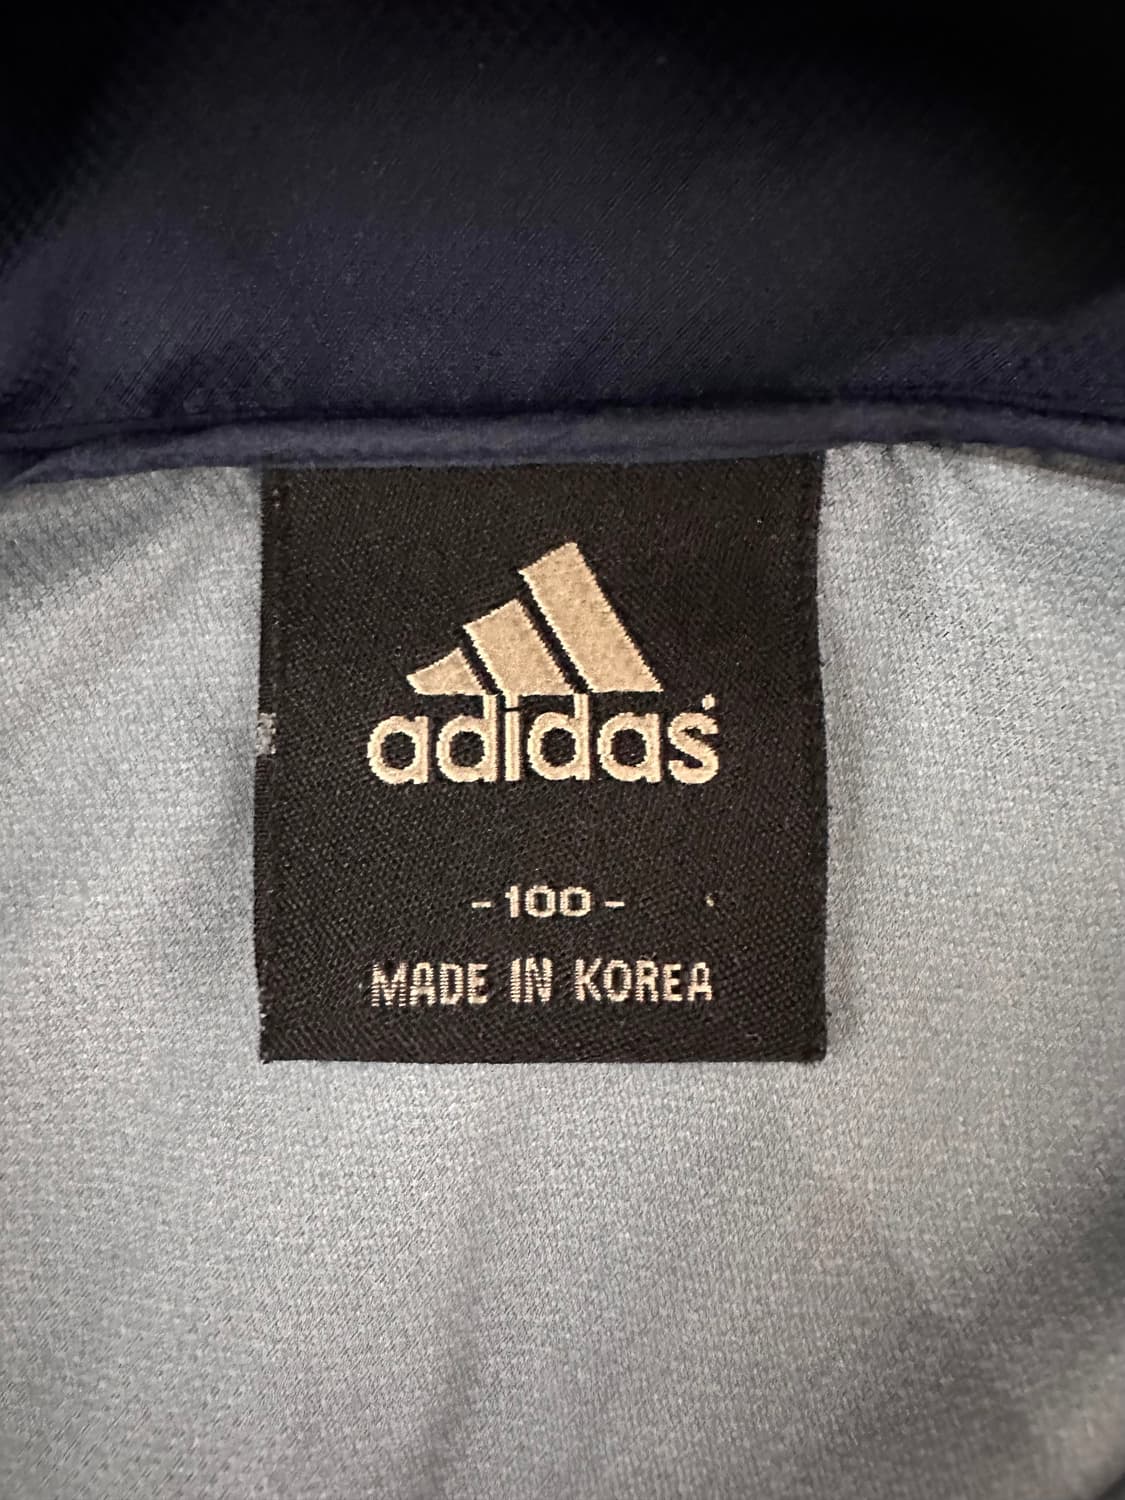 adidas
-100-
MADE IN KOREA